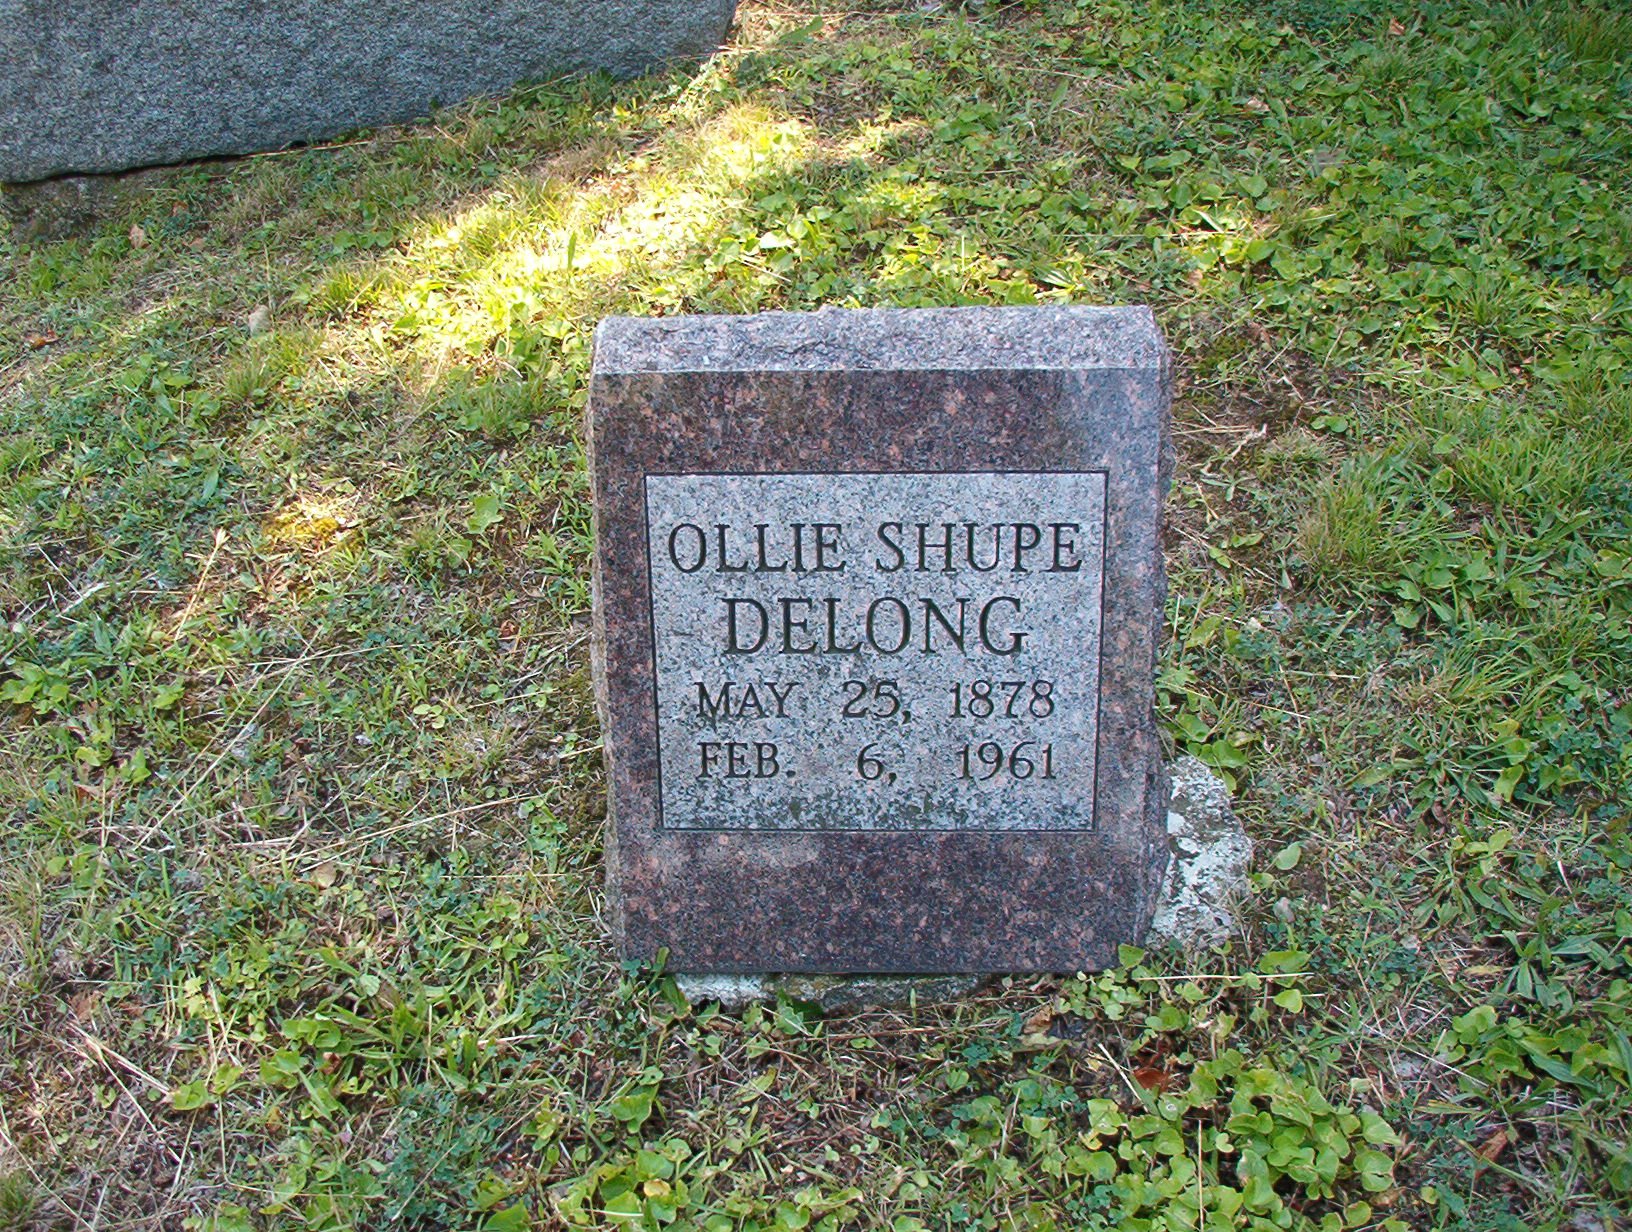 OLLIE SHUPE
DELONG
MAY 25, 1878
FEB. 6, 1961